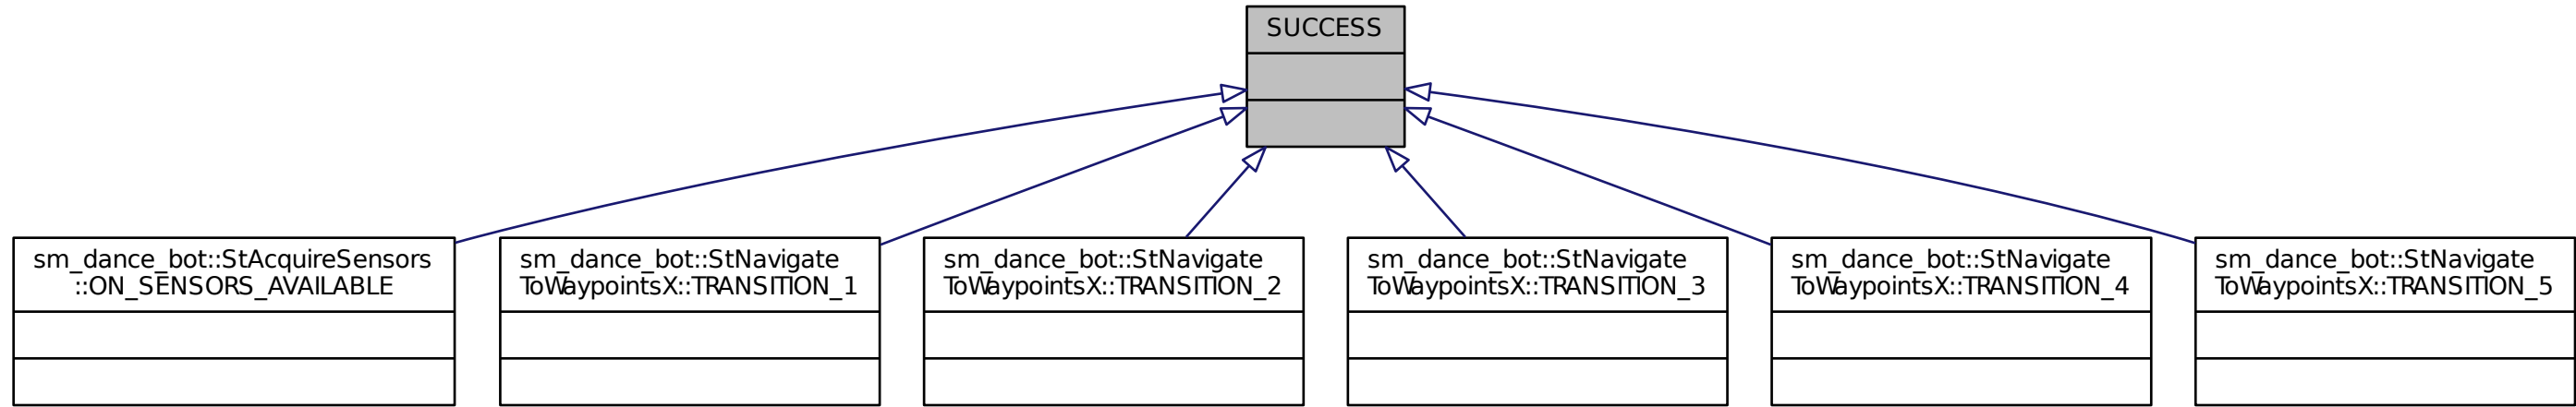 SUCCESS
sm_dance_bot::StAcquireSensors
::ON_SENSORS_AVAILABLE
sm_dance_bot::StNavigate
ToWaypointsX::TRANSITION_1
sm_dance_bot::StNavigate
ToWaypointsX::TRANSITION_2
sm_dance_bot::StNavigate
ToWaypointsX::TRANSITION_3
sm_dance_bot::StNavigate
ToWaypointsX::TRANSITION_4
sm_dance_bot::StNavigate
ToWaypointsX::TRANSITION_5